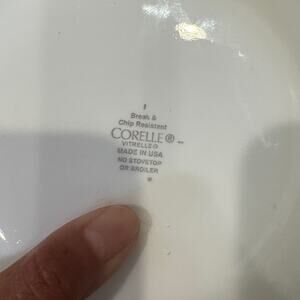 Break &
Chip Resistant
CORELLE®
VITRELLE®
MADE IN USA
NO STOVETOP
OR BROILER